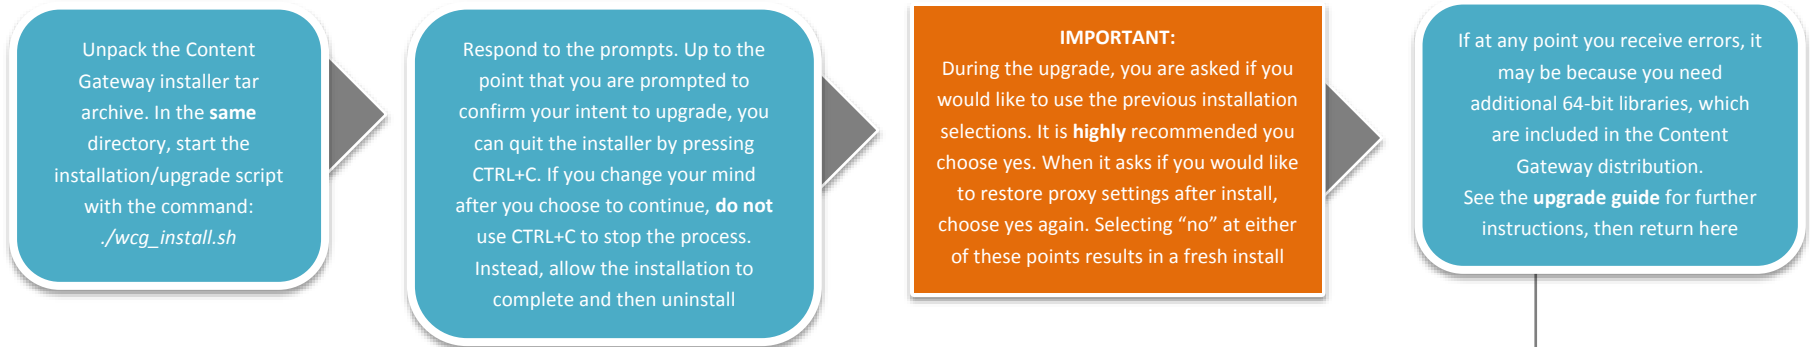 Unpack the Content
Gateway installer tar
archive. In the same
directory, start the
installation/upgrade script
with the command:
./wcg_install.sh
Respond to the prompts. Up to the
point that you are prompted to
confirm your intent to upgrade, you
can quit the installer by pressing
CTRL+C. If you change your mind
after you choose to continue, do not
use CTRL+C to stop the process.
Instead, allow the installation to
complete and then uninstall
IMPORTANT:
During the upgrade, you are asked if you
would like to use the previous installation
selections. It is highly recommended you
choose yes. When it asks if you would like
to restore proxy settings after install,
choose yes again. Selecting “no” at either
of these points results in a fresh install
If at any point you receive errors, it
may be because you need
additional 64-bit libraries, which
are included in the Content
Gateway distribution.
See the upgrade guide for further
instructions, then return here